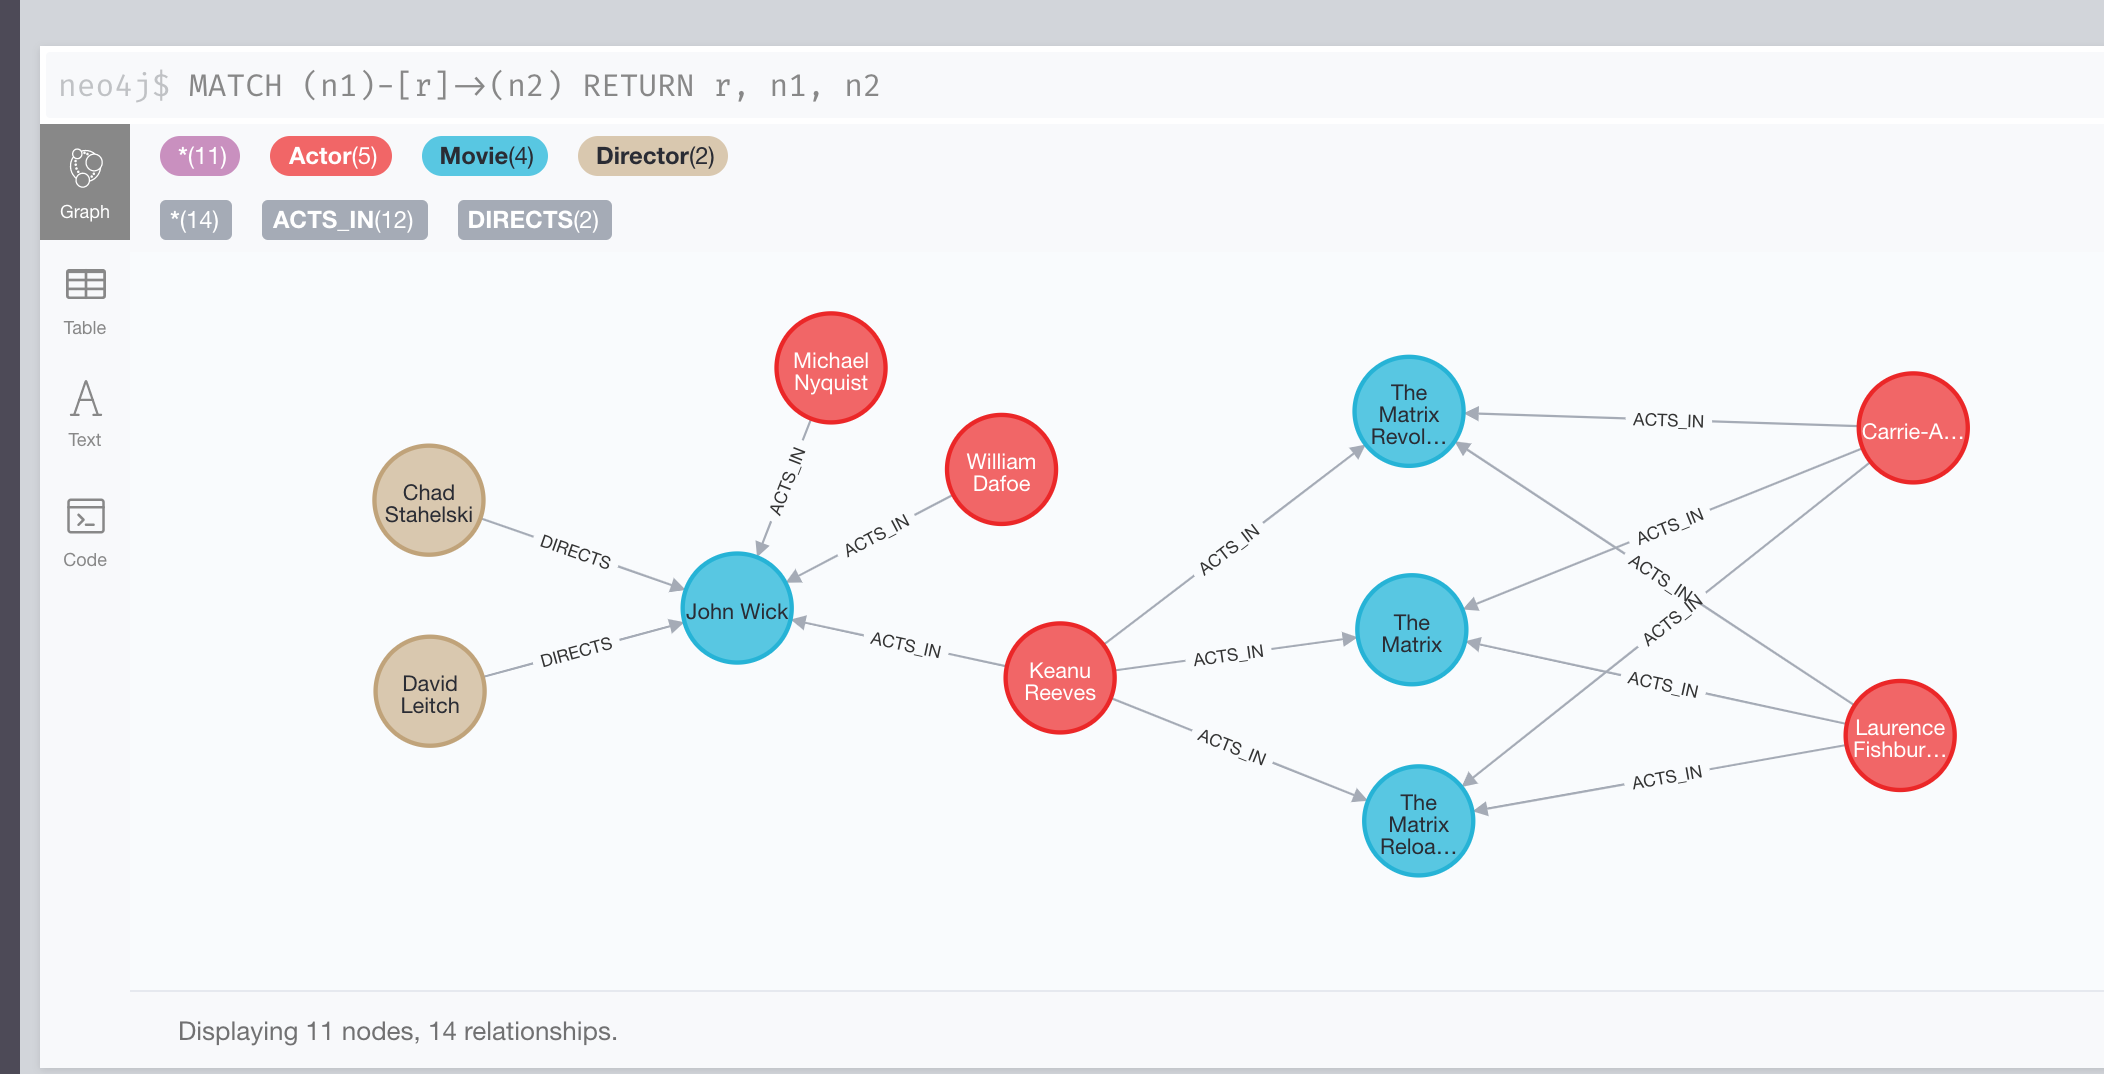 neo4j$ MATCH (n1)-[r]→(n2) RETURN r, n1, n2
Graph
*(11) Actor(5) Movie(4) Director(2)
*(14) ACTS_IN(12) DIRECTS(2)
Table
Text
Code
Michael
Nyquist
William
Dafoe
Chad
Stahelski
David
Leitch
John Wick
Keanu
Reeves
The
Matrix
Revol...
The
Matrix
The
Matrix
Reloa...
Carrie-A...
Laurence
Fishbur...
DIRECTS
DIRECTS
ACTS_IN
ACTS_IN
ACTS_IN
ACTS_IN
ACTS_IN
ACTS_IN
ACTS_IN
ACTS_IN
ACTS_IN
ACTS_IN
ACTS_IN
ACTS_IN
Displaying 11 nodes, 14 relationships.